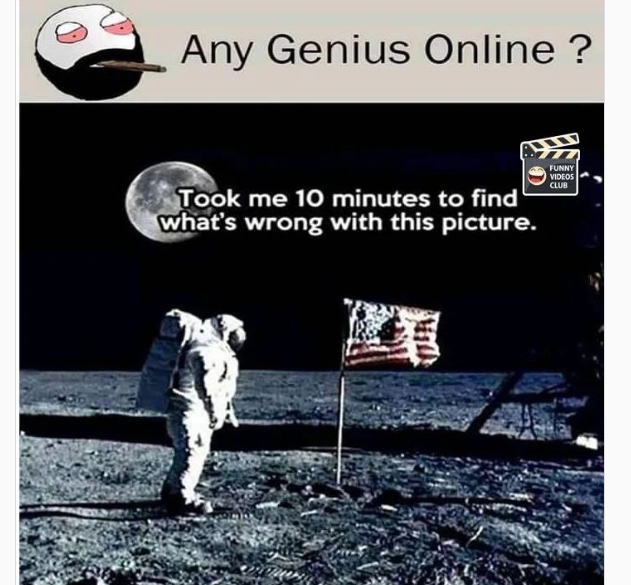 Any Genius Online ?
FUNNY
VIDEOS
CLUB
Took me 10 minutes to find
what's wrong with this picture.